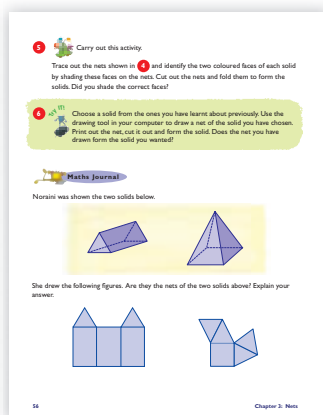 5 Carry out this activity.
Trace out the nets shown in 4 and identify the two coloured faces of each solid
by shading these faces on the nets. Cut out the nets and fold them to form the
solids. Did you shade the correct faces?
6 Choose a solid from the ones you have learnt about previously. Use the
drawing tool in your computer to draw a net of the solid you have chosen.
Print out the net, cut it out and form the solid. Does the net you have
drawn form the solid you wanted?
Maths Journal
Noraini was shown the two solids below.
She drew the following figures. Are they the nets of the two solids above? Explain your
answer.
56 Chapter 3: Nets